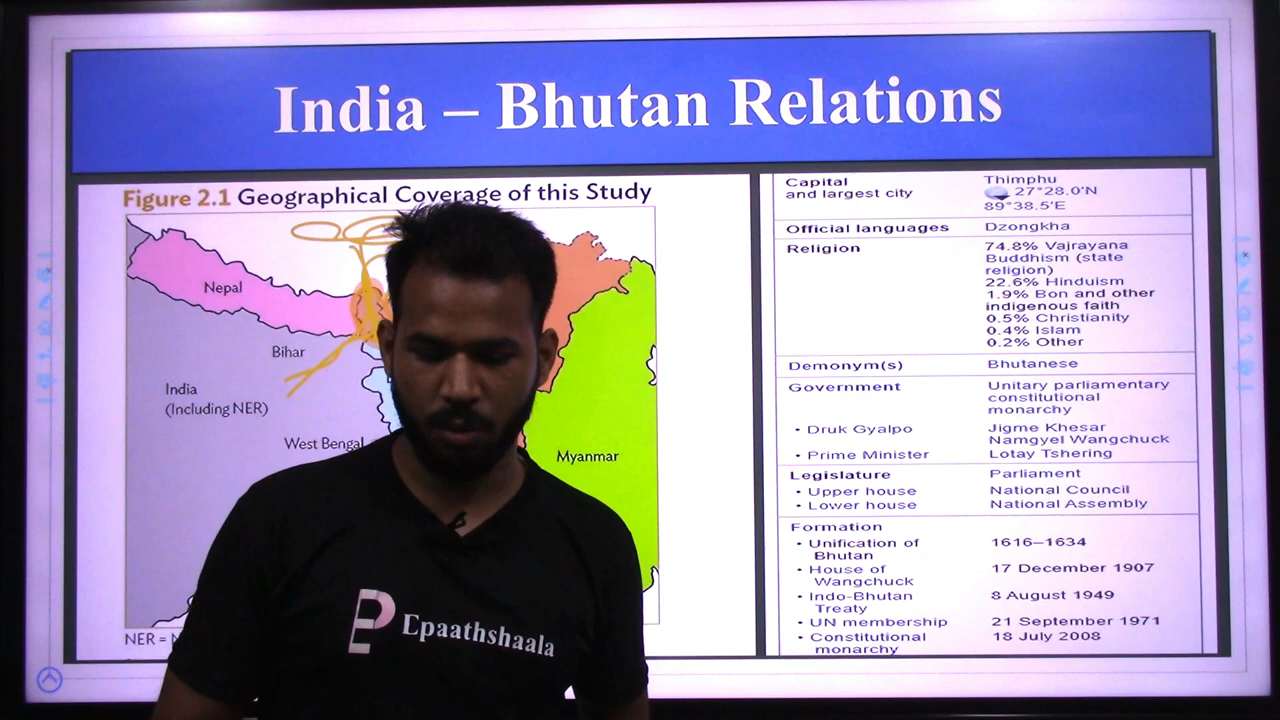 India – Bhutan Relations
Figure 2.1 Geographical Coverage of this Study
Nepal
Bihar
India
(Including NER)
West Bengal
Myanmar
NER =
Capital
and largest city
Thimphu
27°28.0′N
89°38.5′E
Official languages
Dzongkha
Religion
74.8% Vajrayana
Buddhism (state
religion)
22.6% Hinduism
1.9% Bon and other
indigenous faith
0.5% Christianity
0.4% Islam
0.2% Other
Demonym(s)
Bhutanese
Government
Unitary parliamentary
constitutional
monarchy
• Druk Gyalpo
Jigme Khesar
Namgyel Wangchuck
• Prime Minister
Lotay Tshering
Legislature
Parliament
• Upper house
National Council
• Lower house
National Assembly
Formation
• Unification of
Bhutan
1616–1634
• House of
Wangchuck
17 December 1907
• Indo-Bhutan
Treaty
8 August 1949
• UN membership
21 September 1971
• Constitutional
monarchy
18 July 2008
Epaathshaala